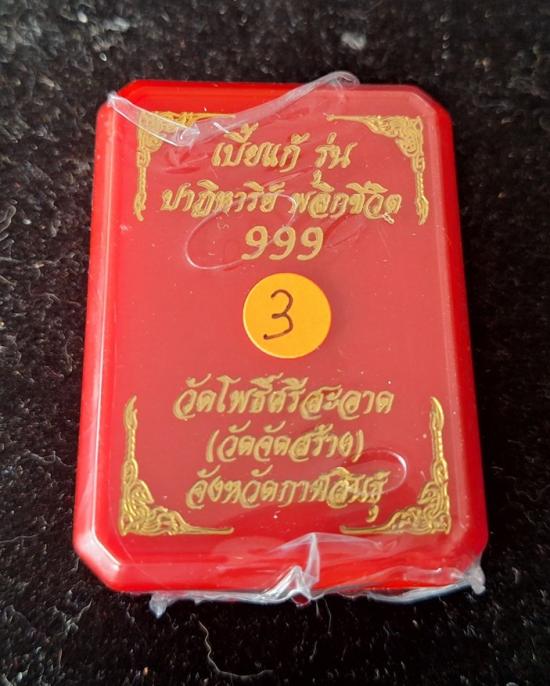 เบี้ยแก้ รุ่น
ปาฏิหาริย์ พลิกชีวิต
999
3
วัดโพธิ์ศรีสะอาด
(วัดจัดสร้าง)
จังหวัดกาฬสินธุ์